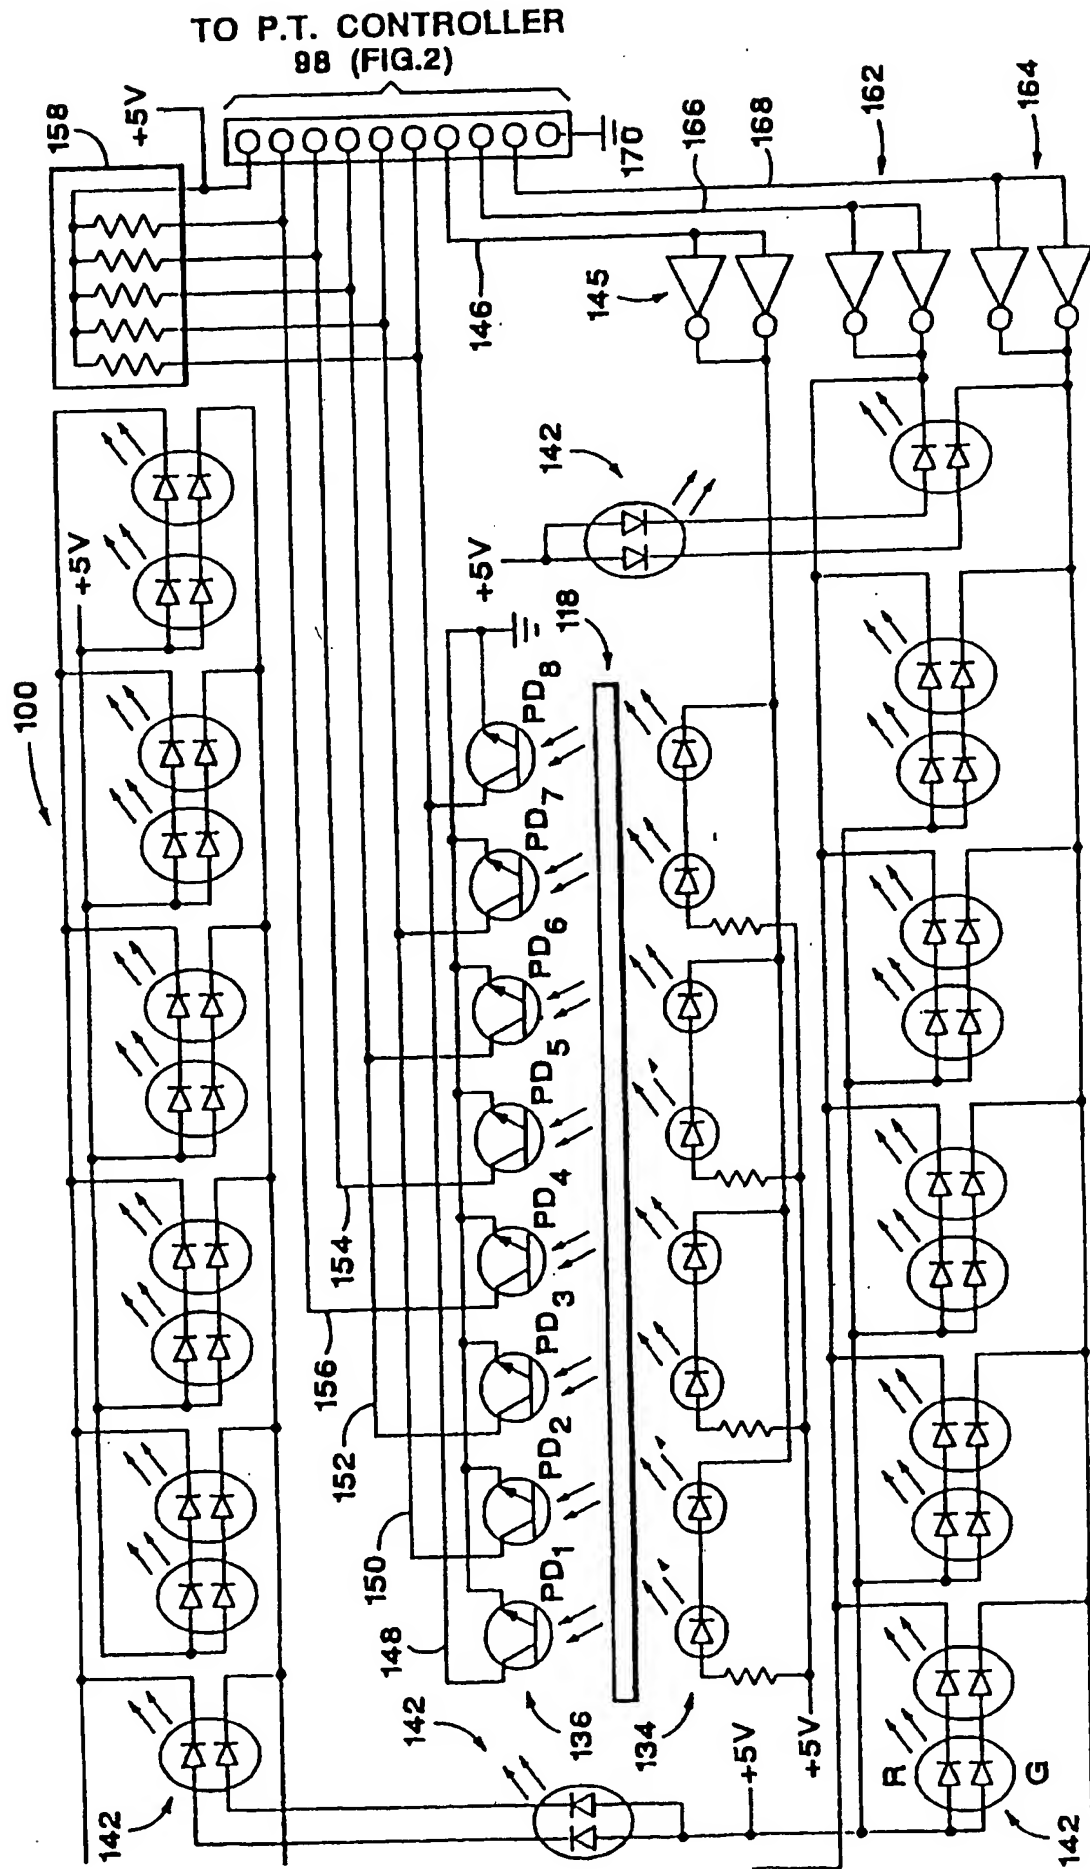 TO P.T. CONTROLLER
98 (FIG.2)
158
+5V
170
166
168
162
164
100
+5V
146
145
142
+5V
118
PD8
PD7
PD6
PD5
PD4
PD3
PD2
PD1
154
156
152
150
148
136
134
142
142
+5V
+5V
R
G
142